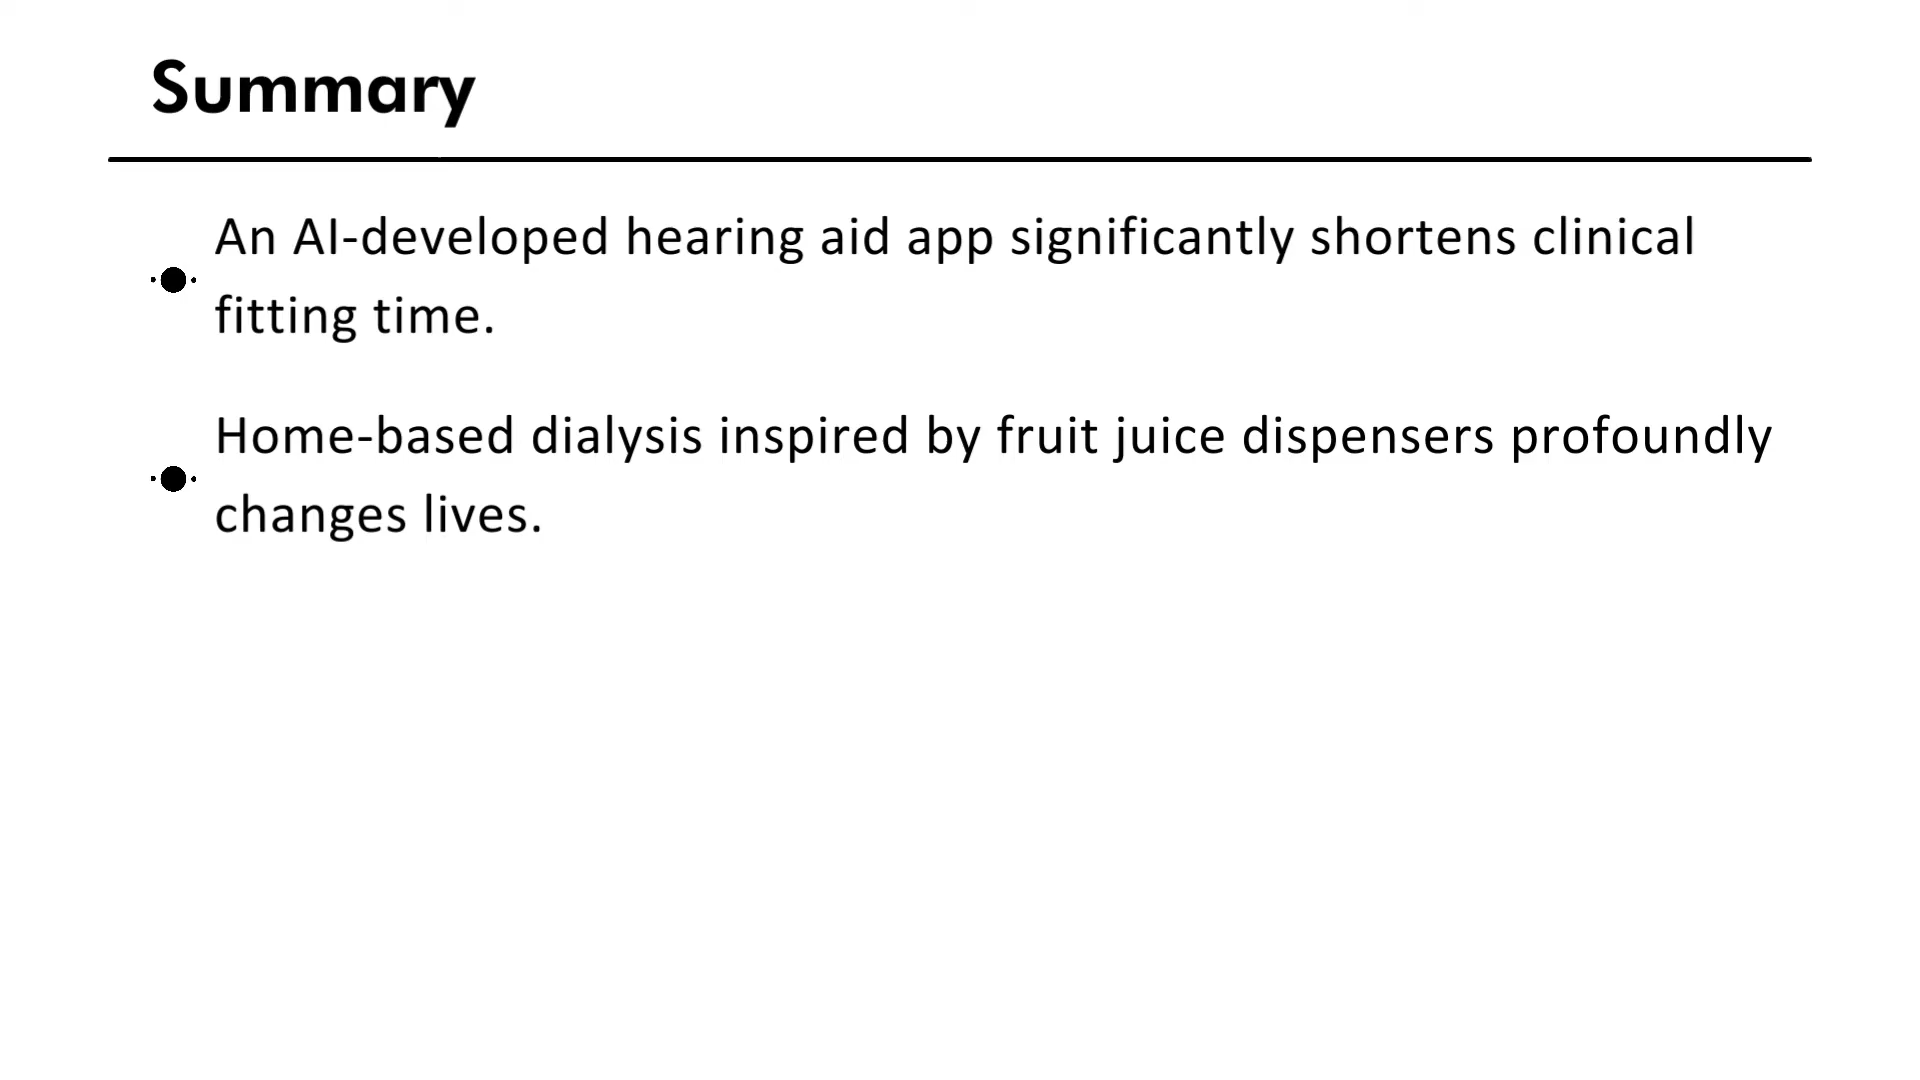 Summary
An AI-developed hearing aid app significantly shortens clinical
fitting time.
Home-based dialysis inspired by fruit juice dispensers profoundly
changes lives.